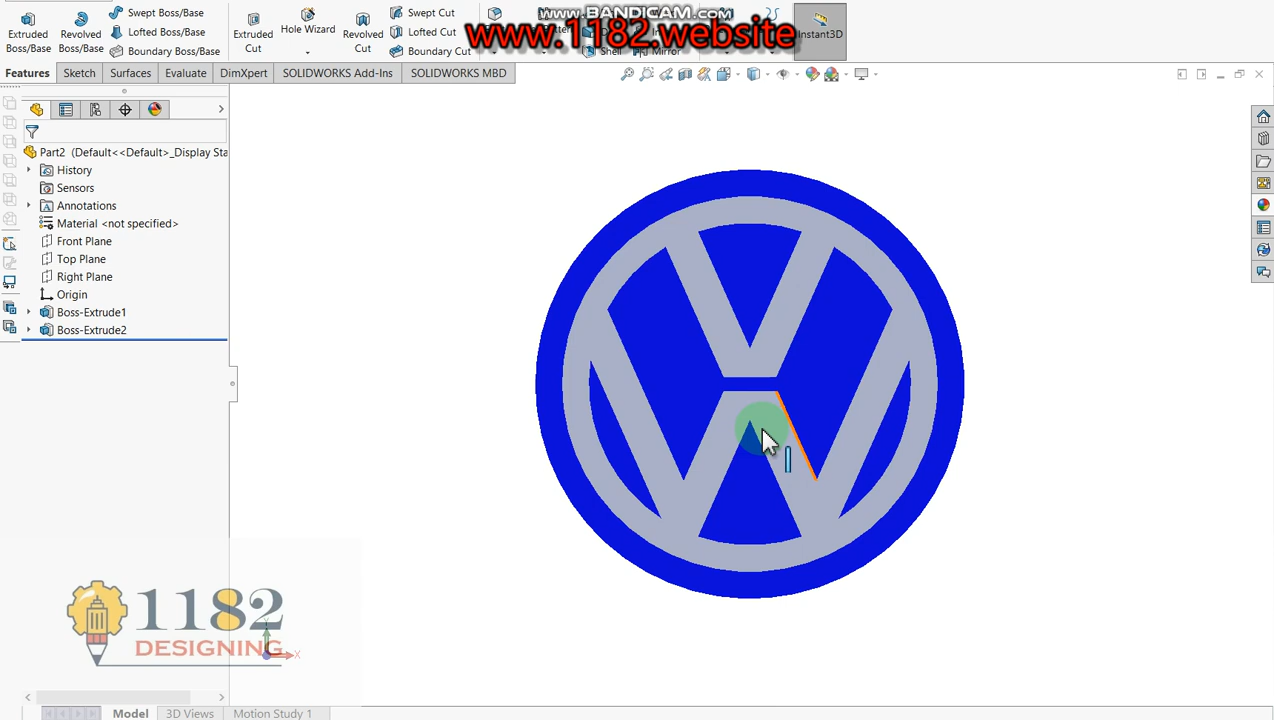 www.BANDICAM.com
www.1182.website
Extruded Boss/Base
Revolved Boss/Base
Swept Boss/Base
Lofted Boss/Base
Boundary Boss/Base
Extruded Cut
Hole Wizard
Revolved Cut
Swept Cut
Lofted Cut
Boundary Cut
Shell
Mirror
Instant3D
Features
Sketch
Surfaces
Evaluate
DimXpert
SOLIDWORKS Add-Ins
SOLIDWORKS MBD
Part2 (Default<<Default>_Display Sta
History
Sensors
Annotations
Material <not specified>
Front Plane
Top Plane
Right Plane
Origin
Boss-Extrude1
Boss-Extrude2
1182
DESIGNING
Y
X
Model
3D Views
Motion Study 1